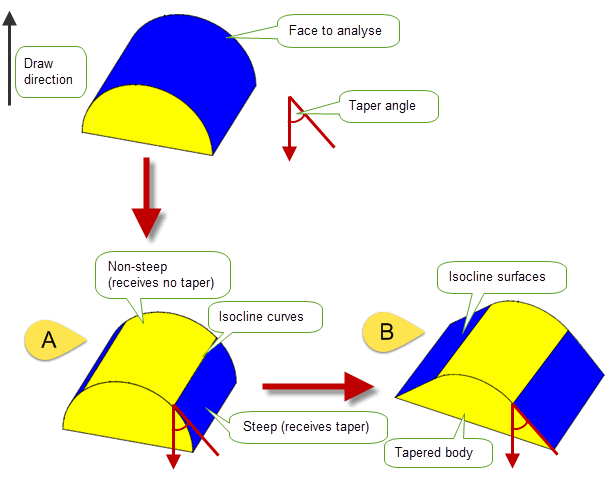 Face to analyse
Draw
direction
Taper angle
Non-steep
(receives no taper)
Isocline curves
A
Steep (receives taper)
Isocline surfaces
B
Tapered body